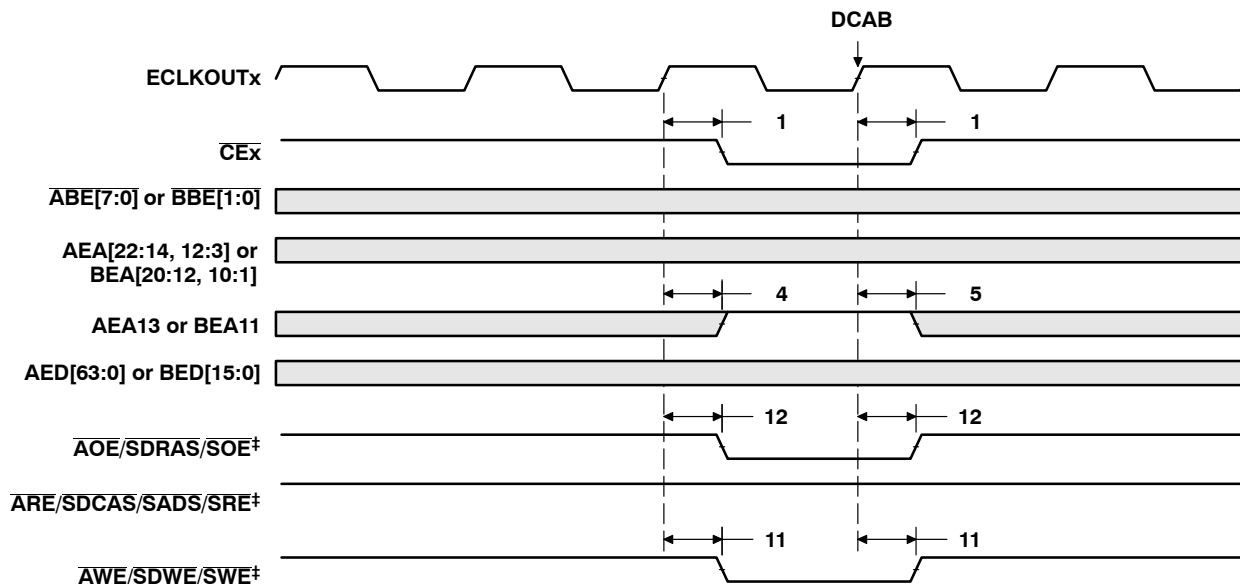 DCAB
ECLKOUTx
1 1
CEx
ABE[7:0] or BBE[1:0]
AEA[22:14, 12:3] or
BEA[20:12, 10:1]
4 5
AEA13 or BEA11
AED[63:0] or BED[15:0]
12 12
AOE/SDRAS/SOE‡
ARE/SDCAS/SADS/SRE‡
11 11
AWE/SDWE/SWE‡